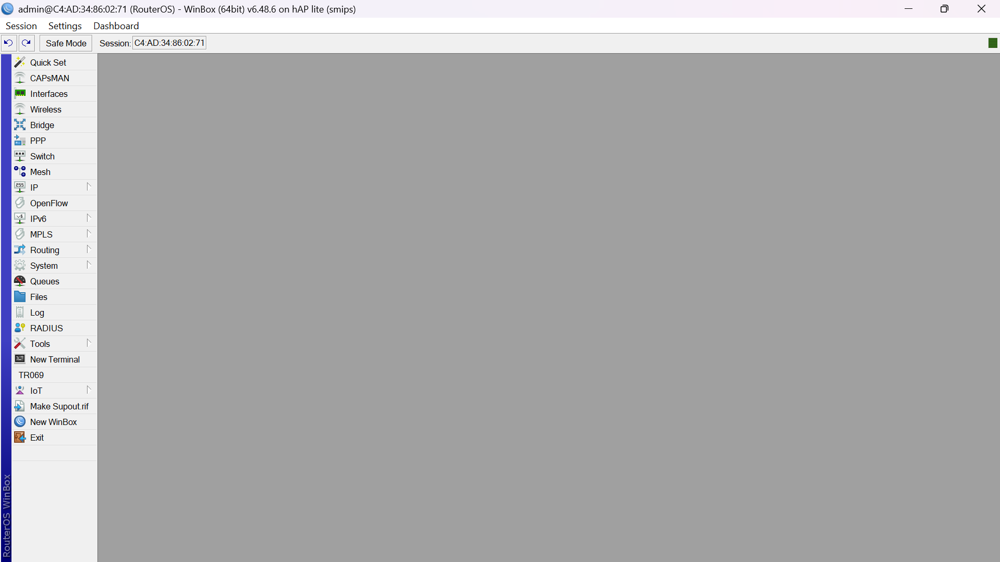 admin@C4:AD:34:86:02:71 (RouterOS) - WinBox (64bit) v6.48.6 on hAP lite (smips)
Session Settings Dashboard
Safe Mode Session: C4:AD:34:86:02:71
Quick Set
CAPsMAN
Interfaces
Wireless
Bridge
PPP
Switch
Mesh
255 IP
OpenFlow
v6 IPv6
MPLS
Routing
System
Queues
Files
Log
RADIUS
Tools
New Terminal
TR069
IoT
Make Supout.rif
New WinBox
Exit
RouterOS WinBox